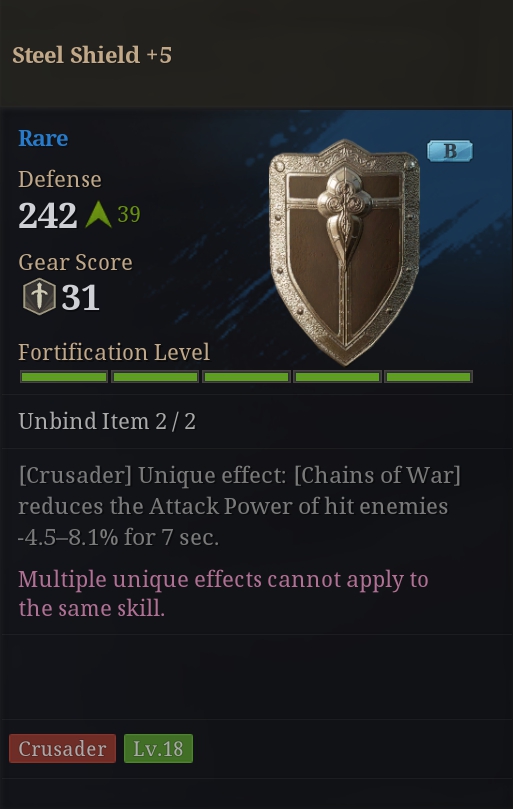 Steel Shield +5
Rare
B
Defense
242 39
Gear Score
31
Fortification Level
Unbind Item 2 / 2
[Crusader] Unique effect: [Chains of War]
reduces the Attack Power of hit enemies
-4.5–8.1% for 7 sec.
Multiple unique effects cannot apply to
the same skill.
Crusader Lv.18